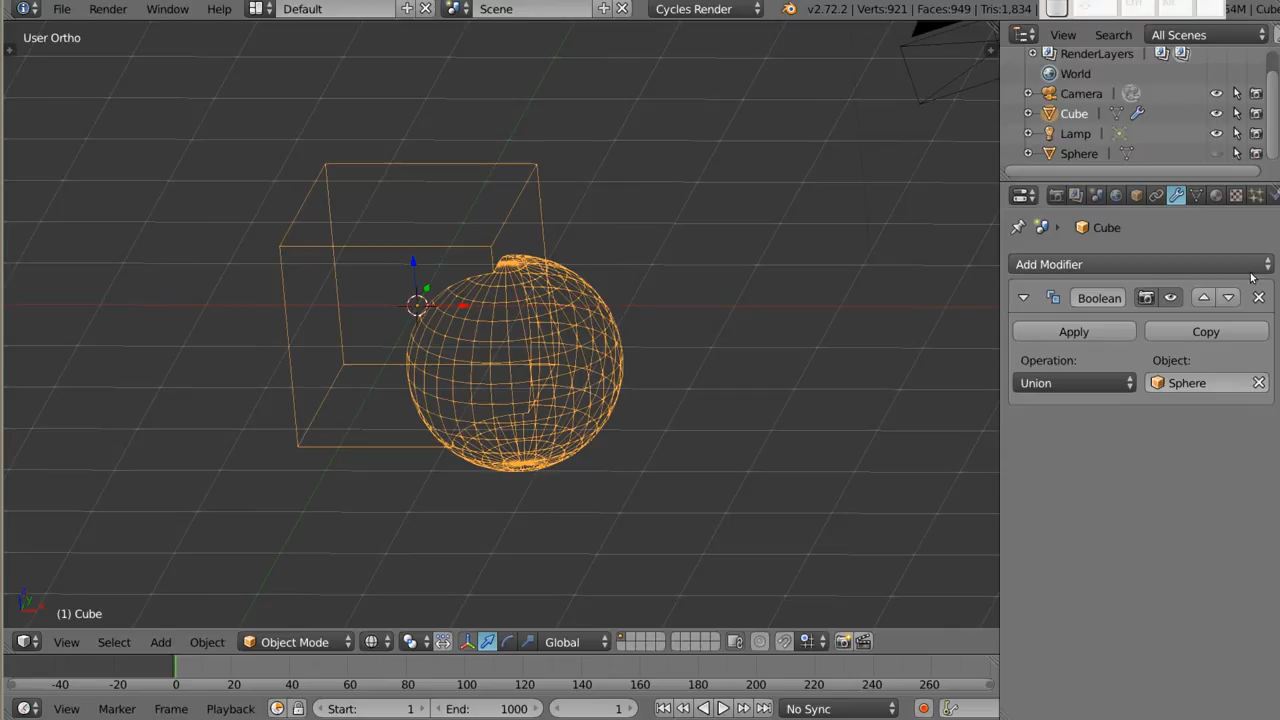 File Render Window Help Default Scene Cycles Render v2.72.2 | Verts:921 | Faces:949 | Tris:1,834
User Ortho
View Search All Scenes
RenderLayers
World
Camera
Cube
Lamp
Sphere
Cube
Add Modifier
Boolean
Apply Copy
Operation: Object:
Union Sphere
(1) Cube
View Select Add Object Object Mode Global
-40 -20 0 20 40 60 80 100 120 140 160 180 200 220 240 260
View Marker Frame Playback Start: 1 End: 1000 1 No Sync